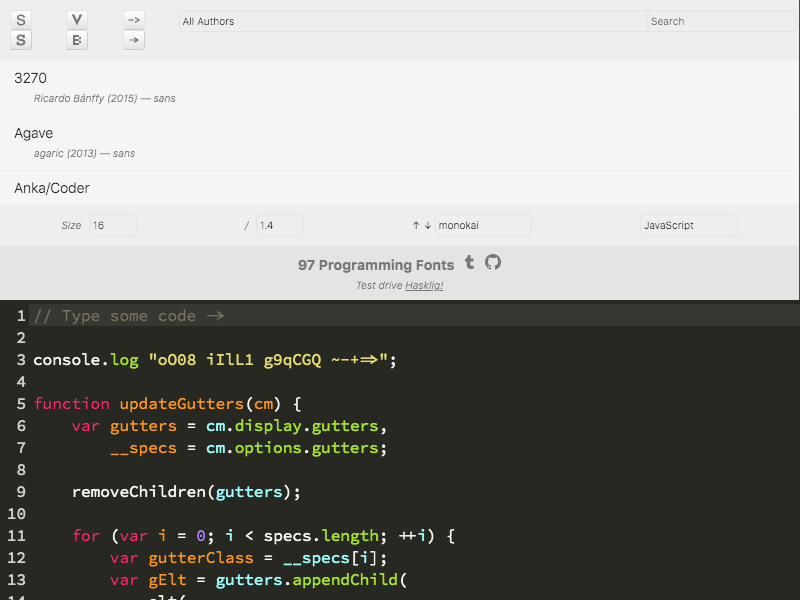 S V -> All Authors Search
S B →
3270
Ricardo Bánffy (2015) — sans
Agave
agaric (2013) — sans
Anka/Coder
Size 16 / 1.4 ↑ ↓ monokai JavaScript
97 Programming Fonts t
Test drive Hasklig!
1 // Type some code ->
2
3 console.log "oO08 iIlL1 g9qCGQ ~-+=>";
4
5 function updateGutters(cm) {
6 var gutters = cm.display.gutters,
7 __specs = cm.options.gutters;
8
9 removeChildren(gutters);
10
11 for (var i = 0; i < specs.length; ++i) {
12 var gutterClass = __specs[i];
13 var gElt = gutters.appendChild(
14 elt(